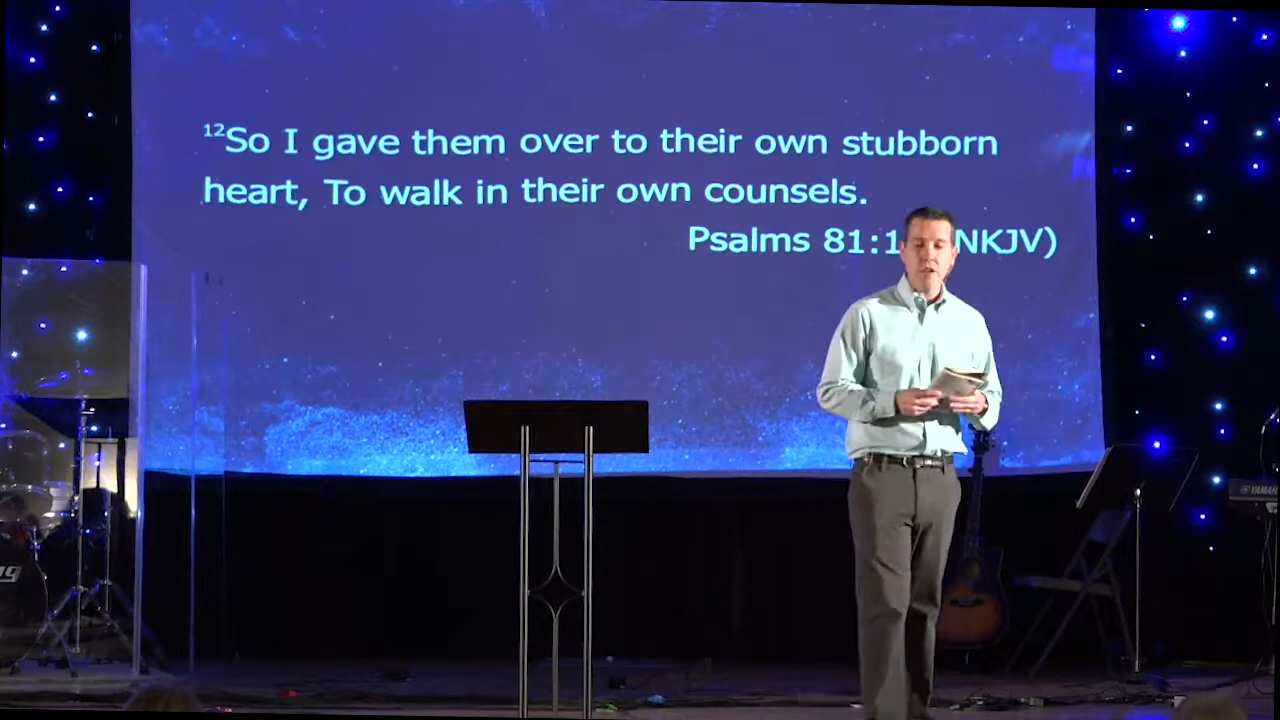 ¹²So I gave them over to their own stubborn
heart, To walk in their own counsels.
Psalms 81:1 NKJV)
YAMAH